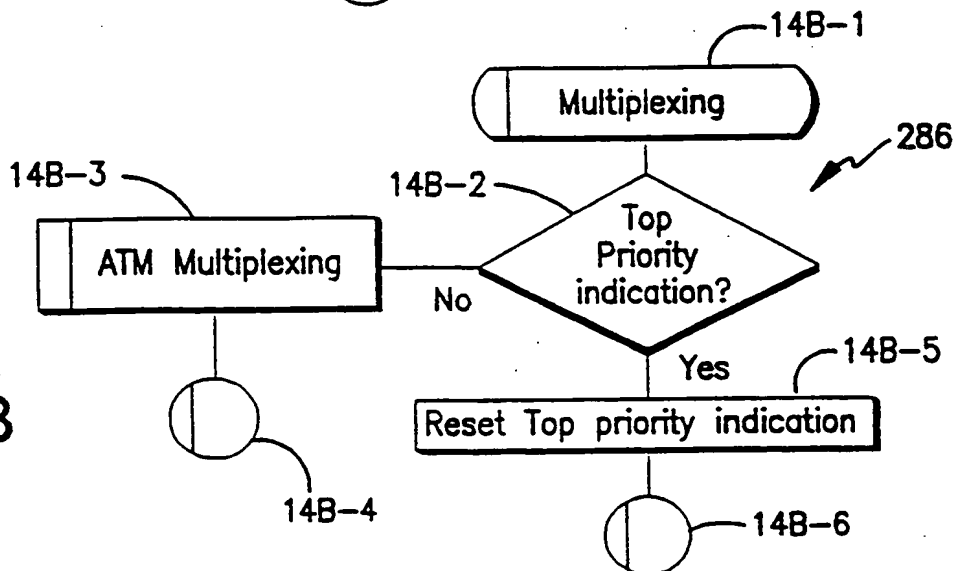 14B-1
Multiplexing
286
14B-3
14B-2
Top
Priority
indication?
ATM Multiplexing
No
Yes
14B-5
Reset Top priority indication
14B-4
14B-6